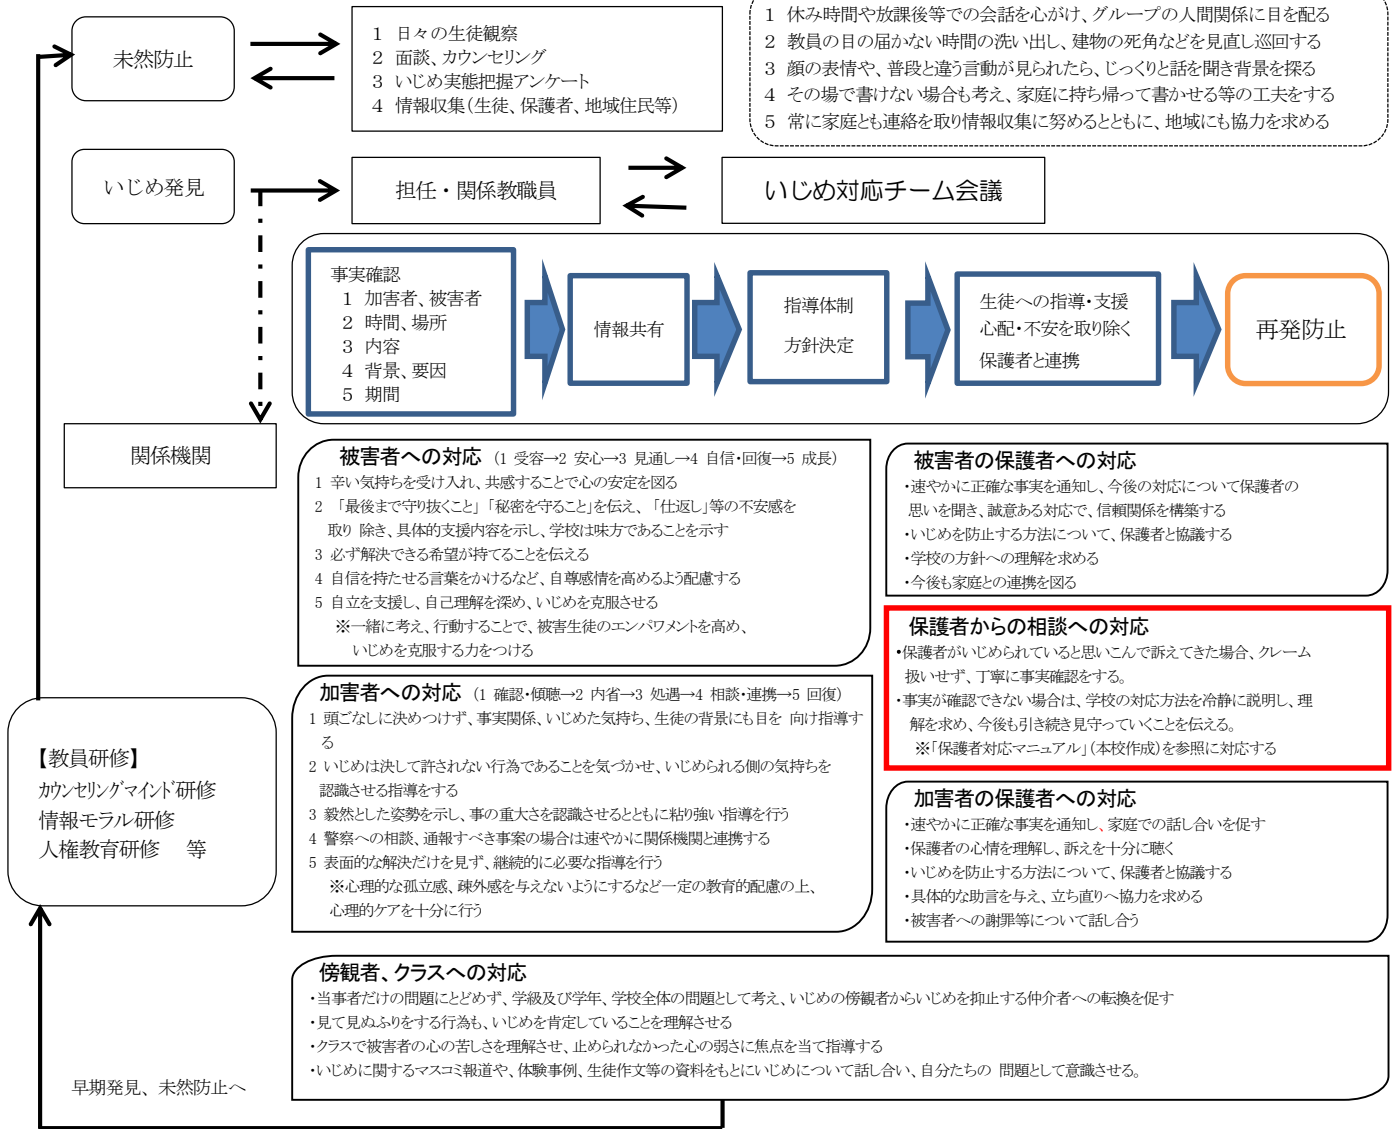 未然防止
1 日々の生徒観察
2 面談、カウンセリング
3 いじめ実態把握アンケート
4 情報収集(生徒、保護者、地域住民等)
1 休み時間や放課後等での会話を心がけ、グループの人間関係に目を配る
2 教員の目の届かない時間の洗い出し、建物の死角などを見直し巡回する
3 顔の表情や、普段と違う言動が見られたら、じっくりと話を聞き背景を探る
4 その場で書けない場合も考え、家庭に持ち帰って書かせる等の工夫をする
5 常に家庭とも連絡を取り情報収集に努めるとともに、地域にも協力を求める
いじめ発見
担任・関係教職員
いじめ対応チーム会議
事実確認
1 加害者、被害者
2 時間、場所
3 内容
4 背景、要因
5 期間
情報共有
指導体制
方針決定
生徒への指導・支援
心配・不安を取り除く
保護者と連携
再発防止
関係機関
被害者への対応 (1 受容→2 安心→3 見通し→4 自信・回復→5 成長)
1 辛い気持ちを受け入れ、共感することで心の安定を図る
2 「最後まで守り抜くこと」「秘密を守ること」を伝え、「仕返し」等の不安感を
取り 除き、具体的支援内容を示し、学校は味方であることを示す
3 必ず解決できる希望が持てることを伝える
4 自信を持たせる言葉をかけるなど、自尊感情を高めるよう配慮する
5 自立を支援し、自己理解を深め、いじめを克服させる
※一緒に考え、行動することで、被害生徒のエンパワメントを高め、
いじめを克服する力をつける
被害者の保護者への対応
・速やかに正確な事実を通知し、今後の対応について保護者の
思いを聞き、誠意ある対応で、信頼関係を構築する
・いじめを防止する方法について、保護者と協議する
・学校の方針への理解を求める
・今後も家庭との連携を図る
保護者からの相談への対応
・保護者がいじめられていると思いこんで訴えてきた場合、クレーム
扱いせず、丁寧に事実確認をする。
・事実が確認できない場合は、学校の対応方法を冷静に説明し、理
解を求め、今後も引き続き見守っていくことを伝える。
※「保護者対応マニュアル」(本校作成)を参照に対応する
加害者への対応 (1 確認・傾聴→2 内省→3 処遇→4 相談・連携→5 回復)
1 頭ごなしに決めつけず、事実関係、いじめた気持ち、生徒の背景にも目を 向け指導す
る
2 いじめは決して許されない行為であることを気づかせ、いじめられる側の気持ちを
認識させる指導をする
3 毅然とした姿勢を示し、事の重大さを認識させるとともに粘り強い指導を行う
4 警察への相談、通報すべき事案の場合は速やかに関係機関と連携する
5 表面的な解決だけを見ず、継続的に必要な指導を行う
※心理的な孤立感、疎外感を与えないようにするなど一定の教育的配慮の上、
心理的ケアを十分に行う
加害者の保護者への対応
・速やかに正確な事実を通知し、家庭での話し合いを促す
・保護者の心情を理解し、訴えを十分に聴く
・いじめを防止する方法について、保護者と協議する
・具体的な助言を与え、立ち直りへ協力を求める
・被害者への謝罪等について話し合う
【教員研修】
カウンセリングマインド研修
情報モラル研修
人権教育研修 等
傍観者、クラスへの対応
・当事者だけの問題にとどめず、学級及び学年、学校全体の問題として考え、いじめの傍観者からいじめを抑止する仲介者への転換を促す
・見て見ぬふりをする行為も、いじめを肯定していることを理解させる
・クラスで被害者の心の苦しさを理解させ、止められなかった心の弱さに焦点を当て指導する
・いじめに関するマスコミ報道や、体験事例、生徒作文等の資料をもとにいじめについて話し合い、自分たちの 問題として意識させる。
早期発見、未然防止へ